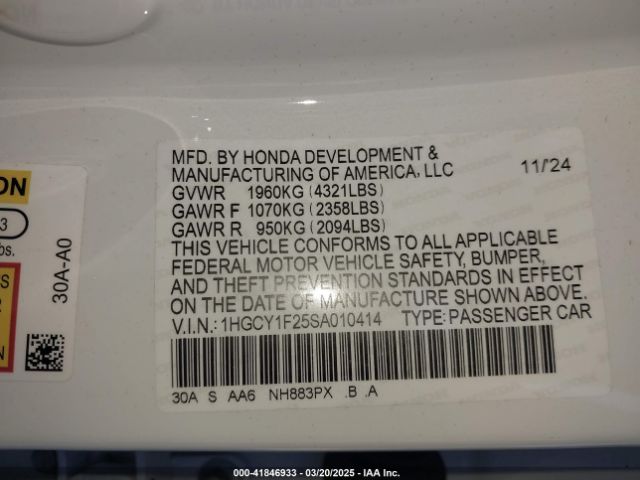 MFD. BY HONDA DEVELOPMENT &
MANUFACTURING OF AMERICA, LLC 11/24
GVWR 1960KG (4321LBS)
GAWR F 1070KG (2358LBS)
GAWR R 950KG (2094LBS)
THIS VEHICLE CONFORMS TO ALL APPLICABLE
FEDERAL MOTOR VEHICLE SAFETY, BUMPER,
AND THEFT PREVENTION STANDARDS IN EFFECT
ON THE DATE OF MANUFACTURE SHOWN ABOVE.
V.I.N.: 1HGCY1F25SA010414 TYPE: PASSENGER CAR
30A S AA6 NH883PX .B .A
ON
3
bs.
30A-A0
000-41846933 - 03/20/2025 - IAA Inc.